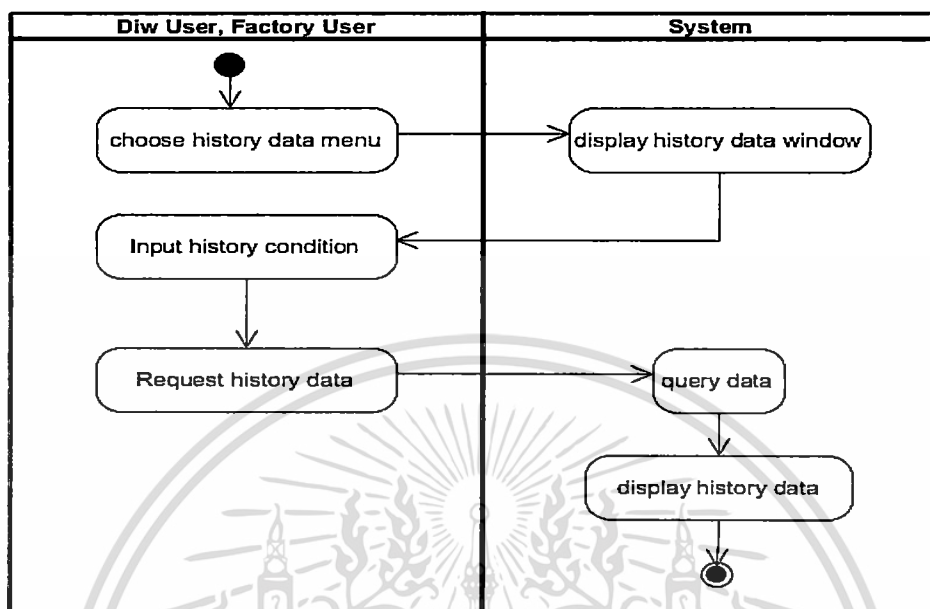 Diw User, Factory User
System
choose history data menu
display history data window
Input history condition
Request history data
query data
display history data